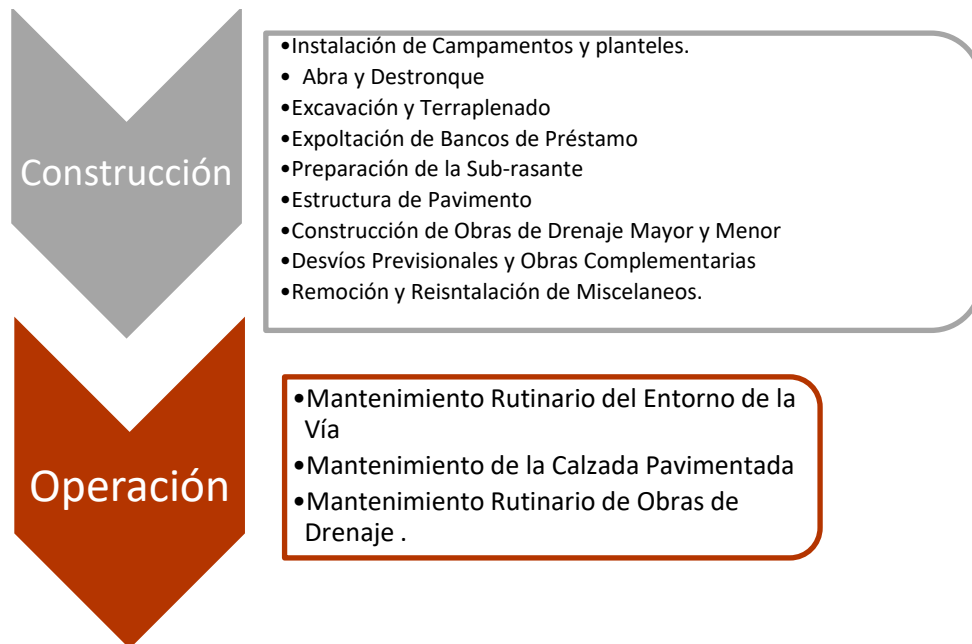 Construcción
•Instalación de Campamentos y planteles.
• Abra y Destronque
•Excavación y Terraplenado
•Expoltación de Bancos de Préstamo
•Preparación de la Sub-rasante
•Estructura de Pavimento
•Construcción de Obras de Drenaje Mayor y Menor
•Desvíos Previsionales y Obras Complementarias
•Remoción y Reisntalación de Miscelaneos.
Operación
•Mantenimiento Rutinario del Entorno de la
Vía
•Mantenimiento de la Calzada Pavimentada
•Mantenimiento Rutinario de Obras de
Drenaje .